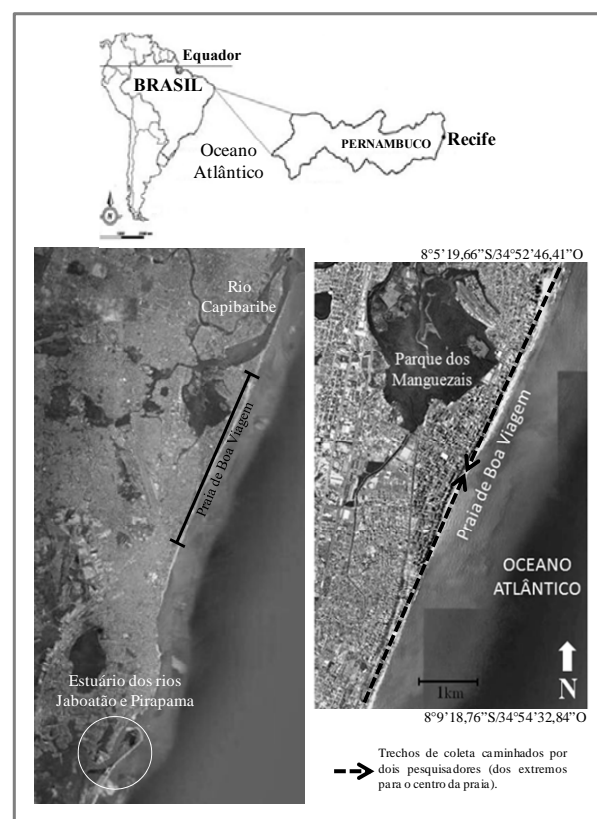 Equador
BRASIL
Oceano
Atlântico
PERNAMBUCO
Recife
N
8°5’19,66”S/34°52’46,41”O
Rio
Capibaribe
Praia de Boa Viagem
Estuário dos rios
Jaboatão e Pirapama
Parque dos
Manguezais
Praia de Boa Viagem
OCEANO
ATLÂNTICO
1km
N
8°9’18,76”S/34°54’32,84”O
Trechos de coleta caminhados por
dois pesquisadores (dos extremos
para o centro da praia).